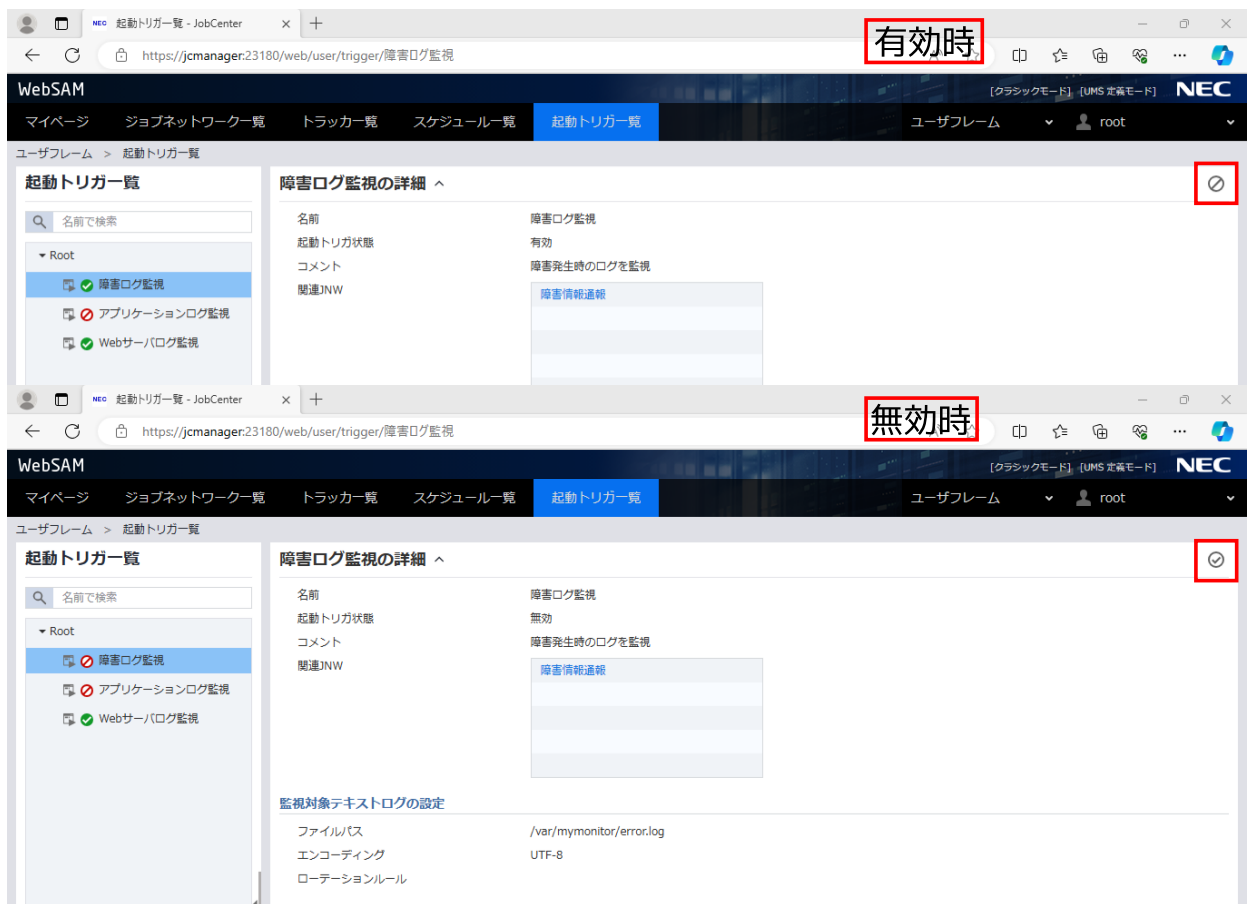 NEC 起動トリガ一覧 - JobCenter
有効時
https://jcmanager:23180/web/user/trigger/障害ログ監視
WebSAM
[クラシックモード] [UMS 定義モード] NEC
マイページ ジョブネットワーク一覧 トラッカ一覧 スケジュール一覧 起動トリガ一覧 ユーザフレーム root
ユーザフレーム > 起動トリガ一覧
起動トリガ一覧
名前で検索
Root
障害ログ監視
アプリケーションログ監視
Webサーバログ監視
障害ログ監視の詳細
名前 障害ログ監視
起動トリガ状態 有効
コメント 障害発生時のログを監視
関連JNW 障害情報通報
NEC 起動トリガ一覧 - JobCenter
無効時
https://jcmanager:23180/web/user/trigger/障害ログ監視
WebSAM
[クラシックモード] [UMS 定義モード] NEC
マイページ ジョブネットワーク一覧 トラッカ一覧 スケジュール一覧 起動トリガ一覧 ユーザフレーム root
ユーザフレーム > 起動トリガ一覧
起動トリガ一覧
名前で検索
Root
障害ログ監視
アプリケーションログ監視
Webサーバログ監視
障害ログ監視の詳細
名前 障害ログ監視
起動トリガ状態 無効
コメント 障害発生時のログを監視
関連JNW 障害情報通報
監視対象テキストログの設定
ファイルパス /var/mymonitor/error.log
エンコーディング UTF-8
ローテーションルール